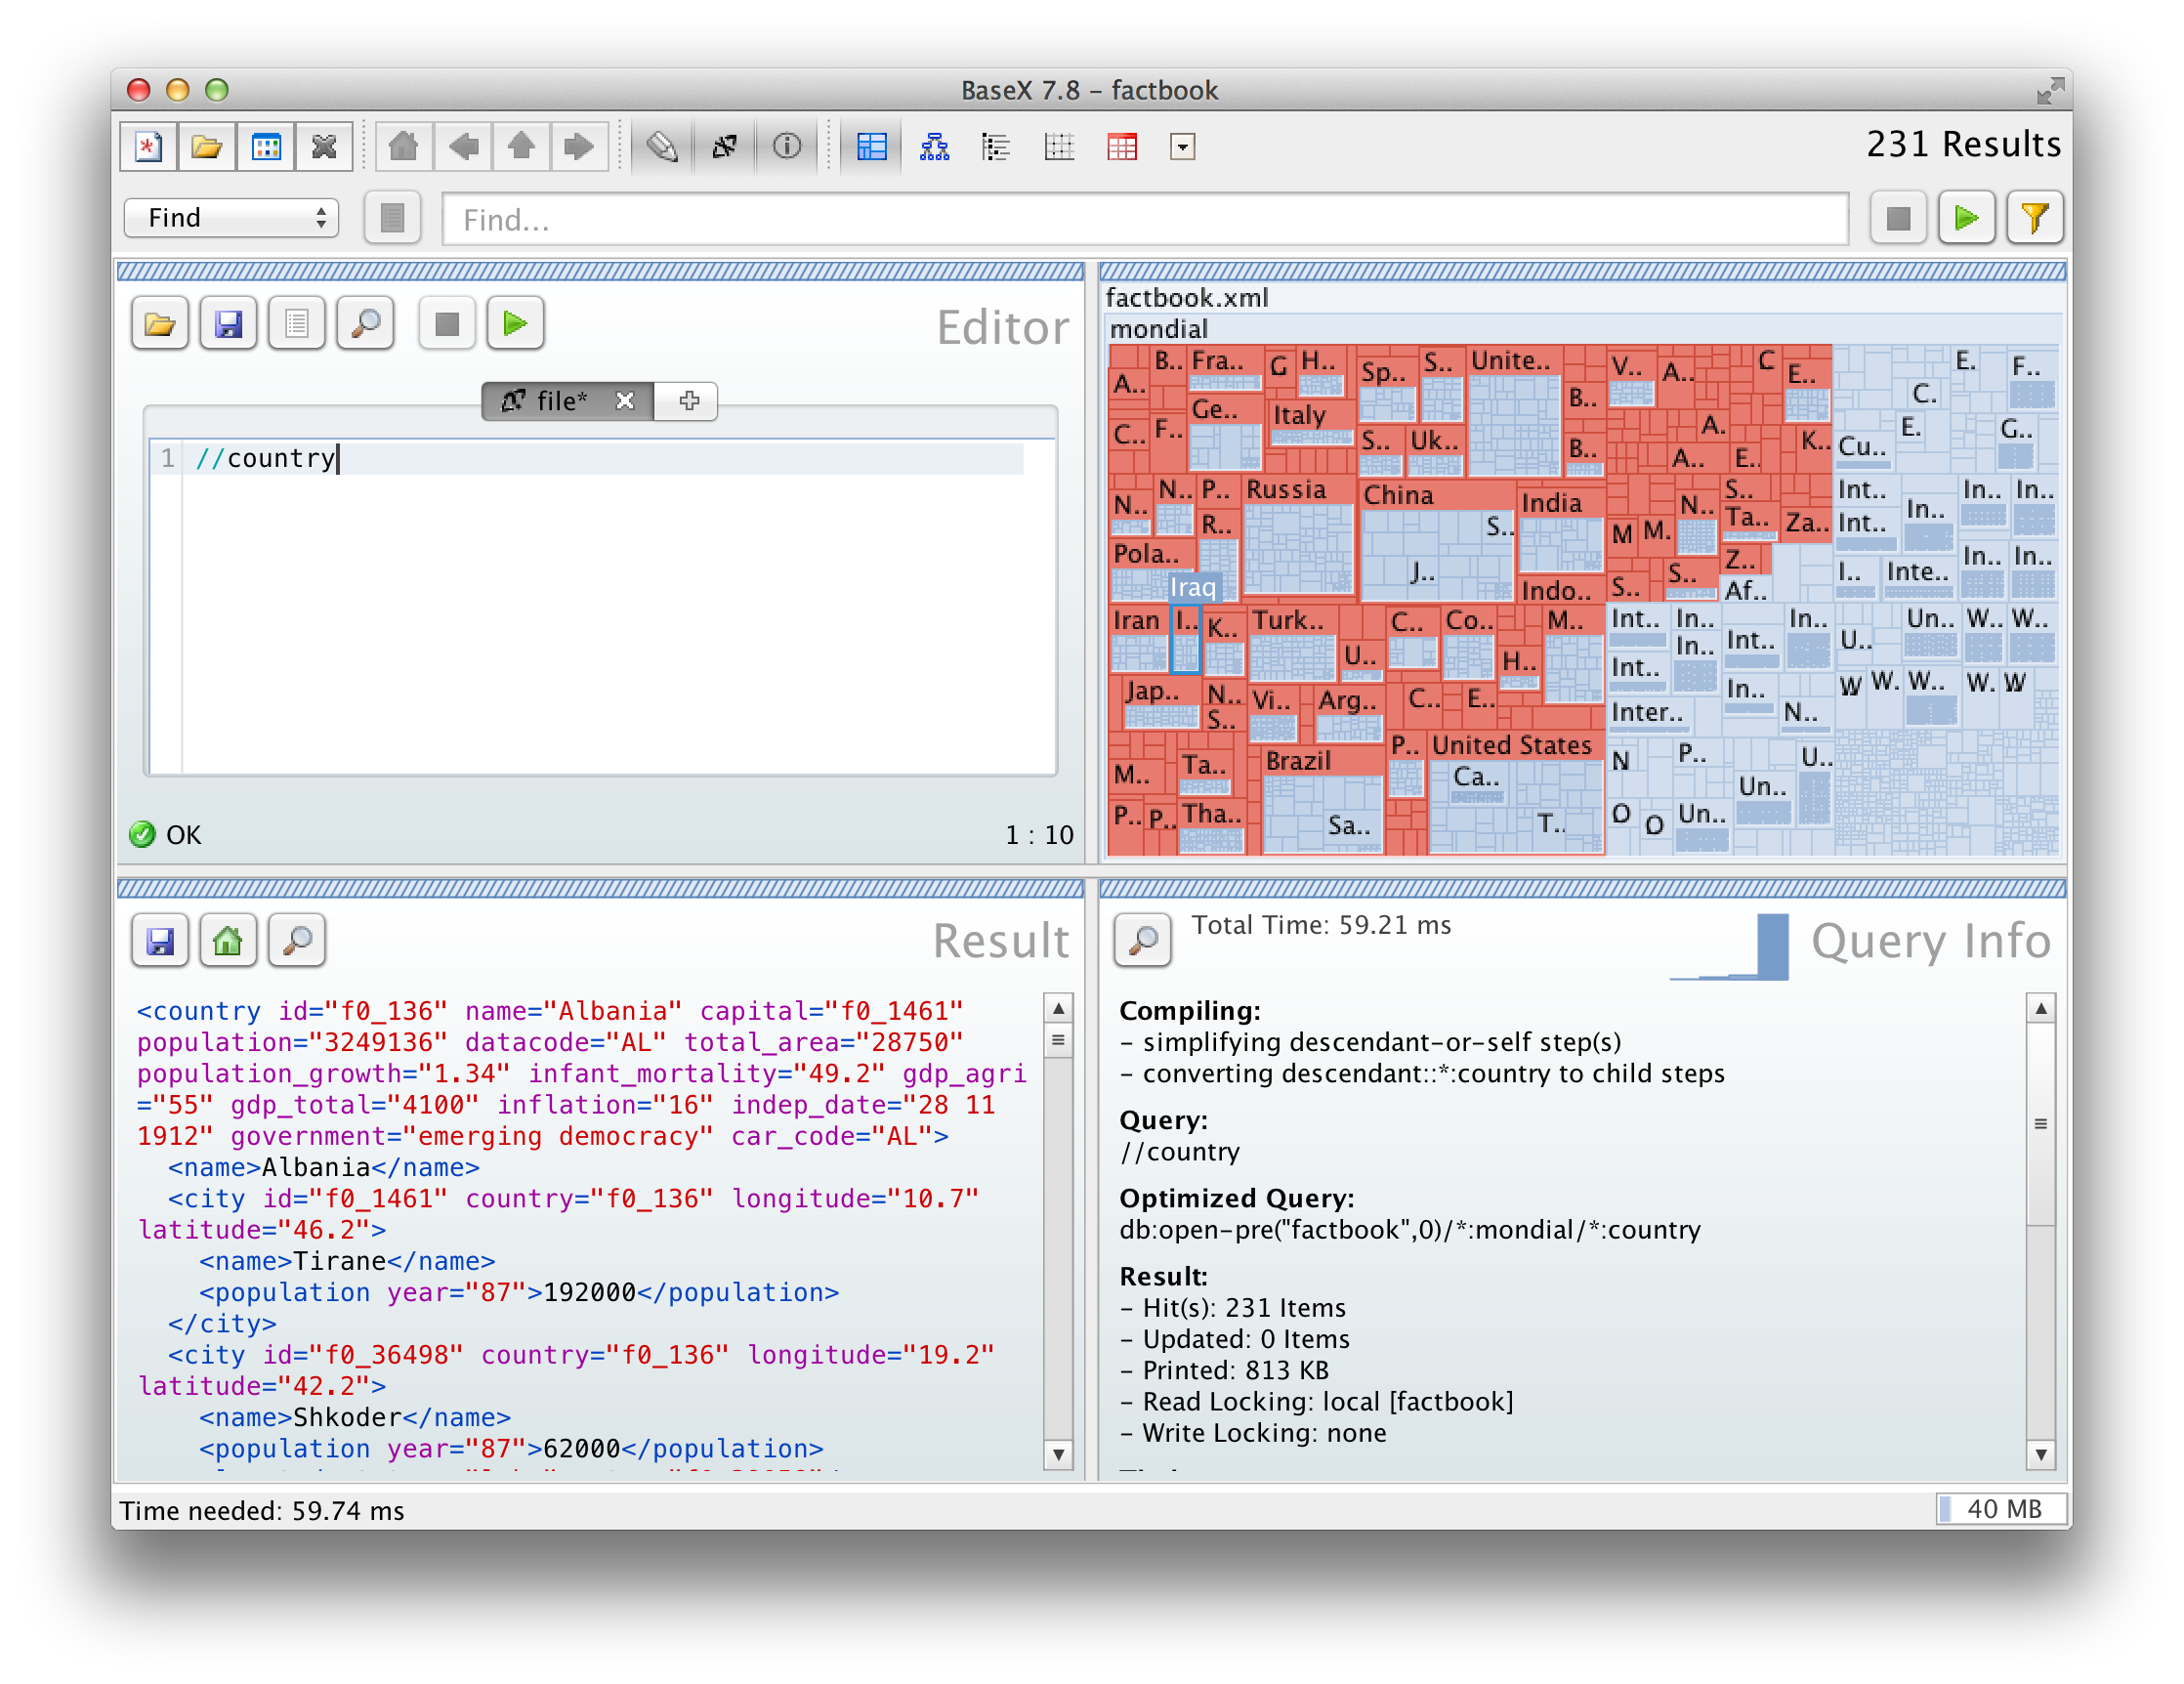 BaseX 7.8 – factbook
231 Results
Find
Find...
Editor
file*
1 //country
OK
1 : 10
factbook.xml
mondial
B.. Fra.. G H.. Sp.. S.. Unite.. V.. A.. C E.. E. F..
A.. Ge.. Italy B.. C.
C.. F.. S.. Uk.. B.. A. K.. Cu.. E. G..
A.. E..
N.. N.. P.. Russia China India N.. S.. Int.. In.. In..
R.. S.. M M. Ta.. Za.. Int.. In..
Pola.. J.. Z.. In.. In..
Iraq Indo.. S.. S.. Af.. I.. Inte..
Iran I.. K.. Turk.. C.. Co.. M.. Int.. In.. In.. Un.. W.. W..
U.. H.. Int.. In.. Int.. U..
Jap.. N.. Vi.. Arg.. C.. E.. In.. W W. W.. W. W
S.. Inter.. N..
M.. Ta.. Brazil P.. United States N P.. U..
Ca.. Un..
P.. P.. Tha.. Sa.. T.. O O Un..
Result
<country id="f0_136" name="Albania" capital="f0_1461"
population="3249136" datacode="AL" total_area="28750"
population_growth="1.34" infant_mortality="49.2" gdp_agri
="55" gdp_total="4100" inflation="16" indep_date="28 11
1912" government="emerging democracy" car_code="AL">
<name>Albania</name>
<city id="f0_1461" country="f0_136" longitude="10.7"
latitude="46.2">
<name>Tirane</name>
<population year="87">192000</population>
</city>
<city id="f0_36498" country="f0_136" longitude="19.2"
latitude="42.2">
<name>Shkoder</name>
<population year="87">62000</population>
Total Time: 59.21 ms
Query Info
Compiling:
– simplifying descendant-or-self step(s)
– converting descendant::*:country to child steps
Query:
//country
Optimized Query:
db:open-pre("factbook",0)/*:mondial/*:country
Result:
– Hit(s): 231 Items
– Updated: 0 Items
– Printed: 813 KB
– Read Locking: local [factbook]
– Write Locking: none
Time needed: 59.74 ms
40 MB